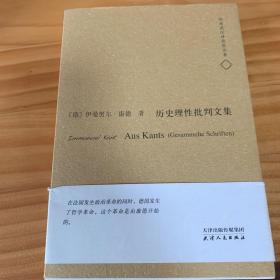 〔德〕伊曼努尔·康德 著 历史理性批判文集
Immanuel Kant Aus Kants (Gesammelte Schriften)
在法国发生政治革命的同时，德国发生
了哲学革命。这个革命是由康德开始
的。
天津出版传媒集团
天津人民出版社